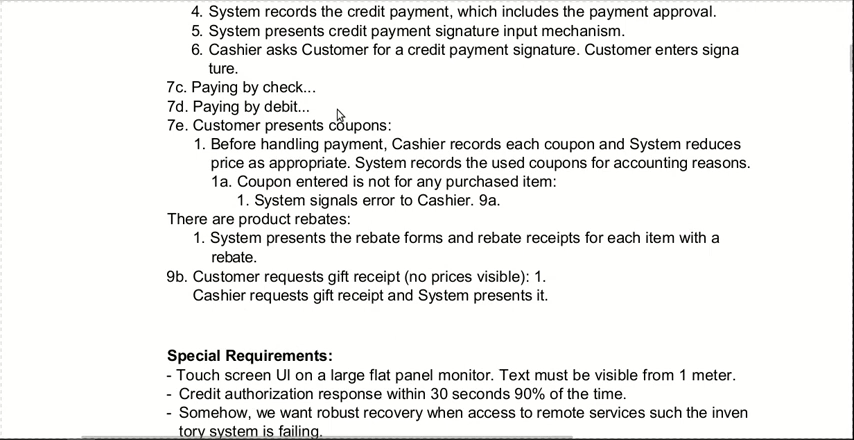 4. System records the credit payment, which includes the payment approval.
5. System presents credit payment signature input mechanism.
6. Cashier asks Customer for a credit payment signature. Customer enters signa
ture.
7c. Paying by check...
7d. Paying by debit...
7e. Customer presents coupons:
1. Before handling payment, Cashier records each coupon and System reduces
price as appropriate. System records the used coupons for accounting reasons.
1a. Coupon entered is not for any purchased item:
1. System signals error to Cashier. 9a.
There are product rebates:
1. System presents the rebate forms and rebate receipts for each item with a
rebate.
9b. Customer requests gift receipt (no prices visible): 1.
Cashier requests gift receipt and System presents it.
Special Requirements:
- Touch screen UI on a large flat panel monitor. Text must be visible from 1 meter.
- Credit authorization response within 30 seconds 90% of the time.
- Somehow, we want robust recovery when access to remote services such the inven
tory system is failing.